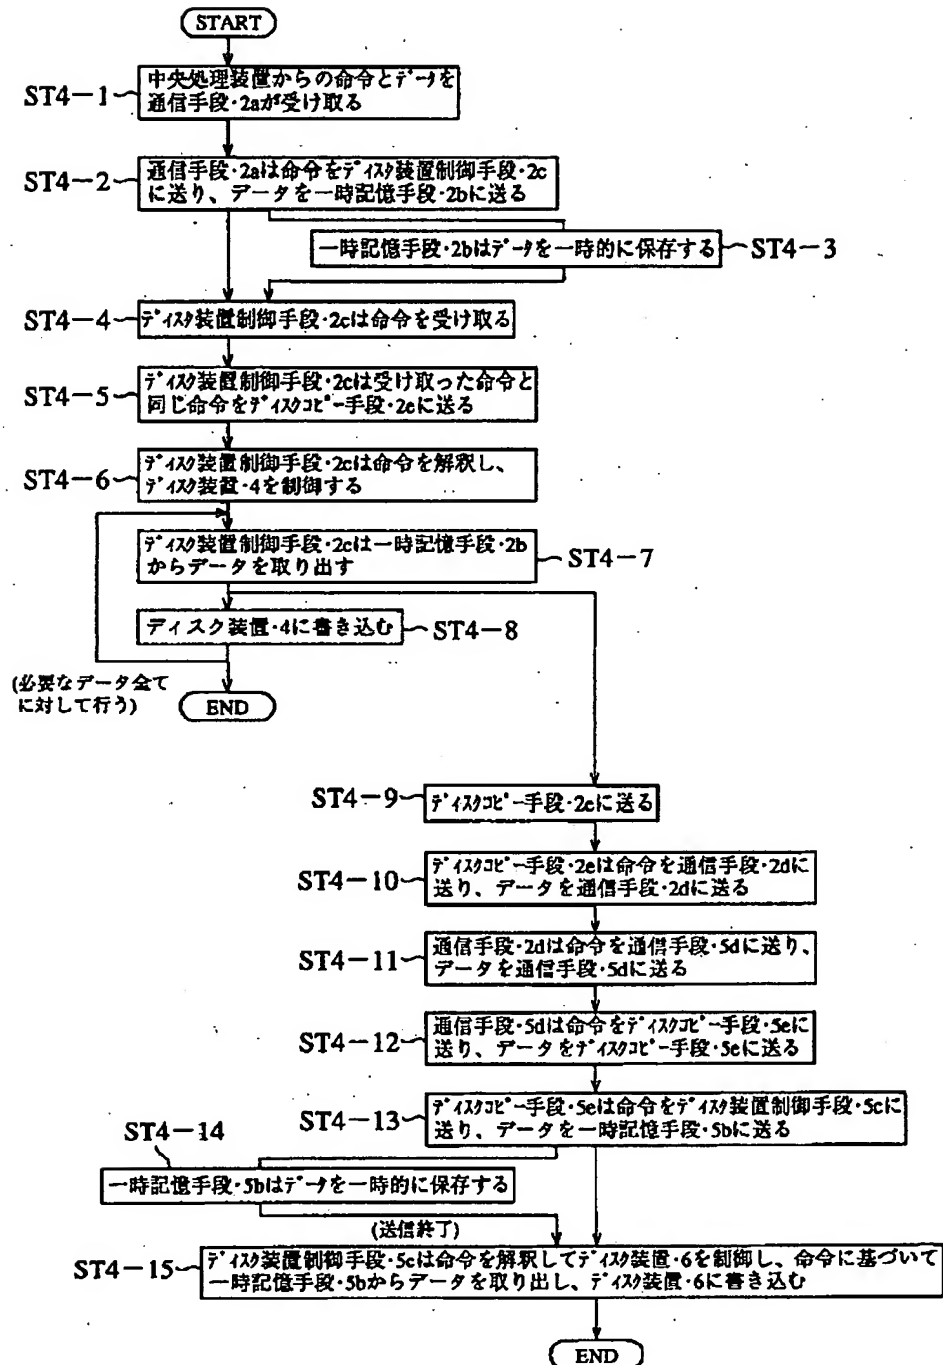 START
ST4-1
中央処理装置からの命令とデータを
通信手段・2aが受け取る
ST4-2
通信手段・2aは命令をディスク装置制御手段・2c
に送り、データを一時記憶手段・2bに送る
一時記憶手段・2bはデータを一時的に保存する
ST4-3
ST4-4
ディスク装置制御手段・2cは命令を受け取る
ST4-5
ディスク装置制御手段・2cは受け取った命令と
同じ命令をディスクコピー手段・2eに送る
ST4-6
ディスク装置制御手段・2cは命令を解釈し、
ディスク装置・4を制御する
ディスク装置制御手段・2cは一時記憶手段・2b
からデータを取り出す
ST4-7
ディスク装置・4に書き込む
ST4-8
(必要なデータ全て
に対して行う)
END
ST4-9
ディスクコピー手段・2eに送る
ST4-10
ディスクコピー手段・2eは命令を通信手段・2dに
送り、データを通信手段・2dに送る
ST4-11
通信手段・2dは命令を通信手段・5dに送り、
データを通信手段・5dに送る
ST4-12
通信手段・5dは命令をディスクコピー手段・5eに
送り、データをディスクコピー手段・5eに送る
ST4-13
ディスクコピー手段・5eは命令をディスク装置制御手段・5cに
送り、データを一時記憶手段・5bに送る
ST4-14
一時記憶手段・5bはデータを一時的に保存する
(送信終了)
ST4-15
ディスク装置制御手段・5cは命令を解釈してディスク装置・6を制御し、命令に基づいて
一時記憶手段・5bからデータを取り出し、ディスク装置・6に書き込む
END